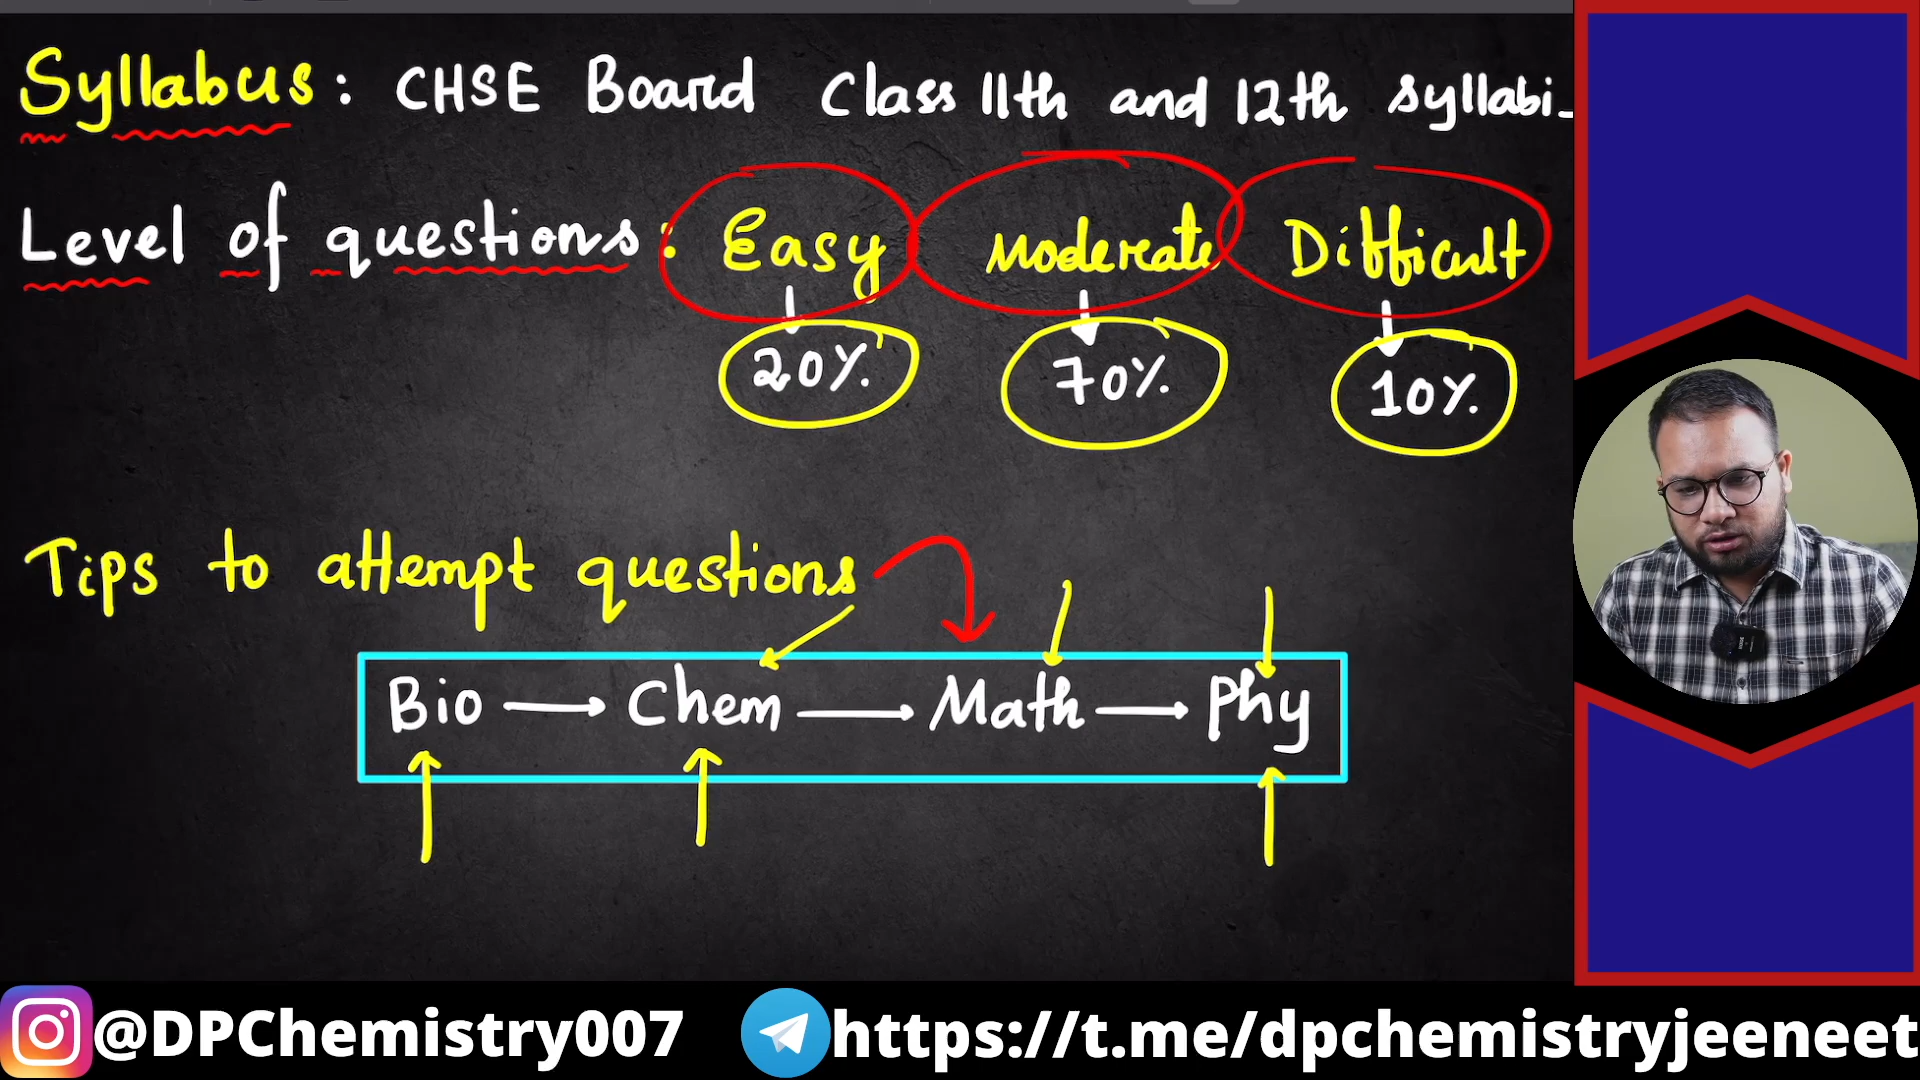 Syllabus : CHSE Board Class 11th and 12th syllabi
Level of questions : Easy Moderate Difficult
20% 70% 10%
Tips to attempt questions
Bio → Chem → Math → Phy
@DPChemistry007 https://t.me/dpchemistryjeeneet